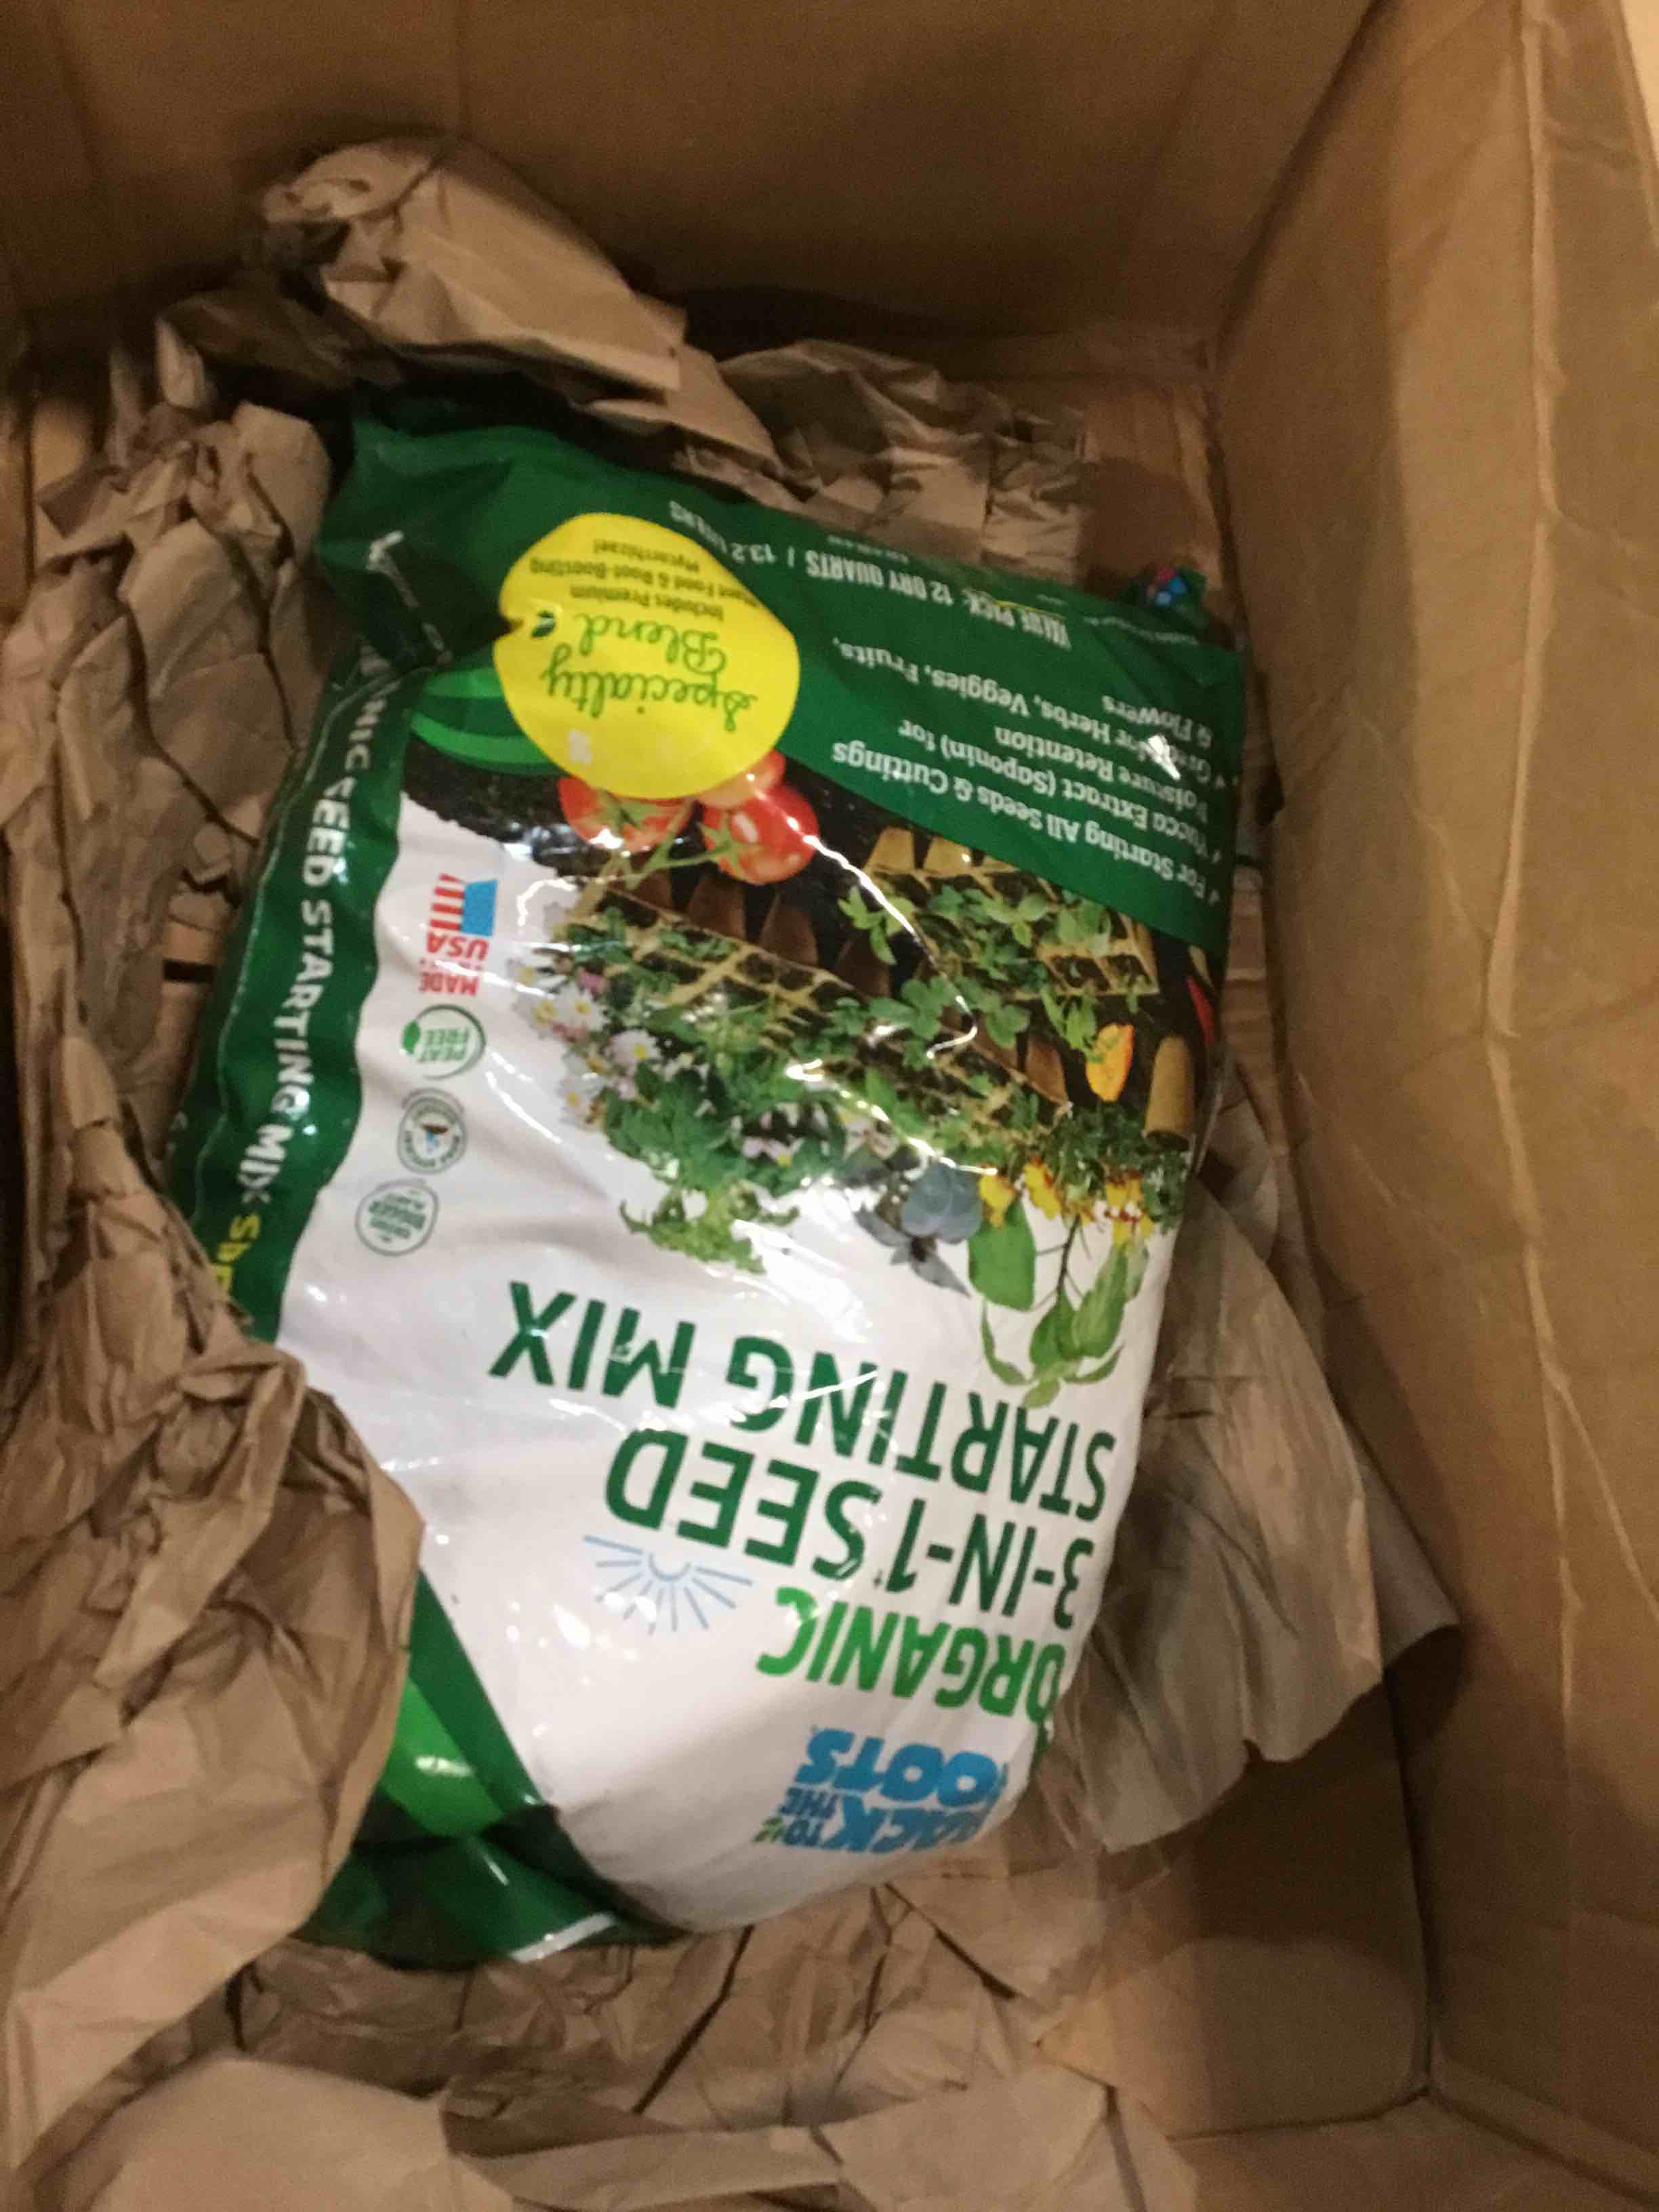 BACK
TO
THE
ROOTS
ORGANIC
3-IN-1 SEED
STARTING MIX
MADE
USA
PEAT
FREE
✓ For Starting All Seeds & Cuttings
✓ Yucca Extract (Saponin) for
Moisture Retention
✓ Great for Herbs, Veggies, Fruits,
& Flowers
Specialty
Blend
Includes Premium
Plant Food & Root-Boosting
Mycorrhizae!
VALUE PACK: 12 DRY QUARTS / 13.2 LITERS
SEED STARTING MIX